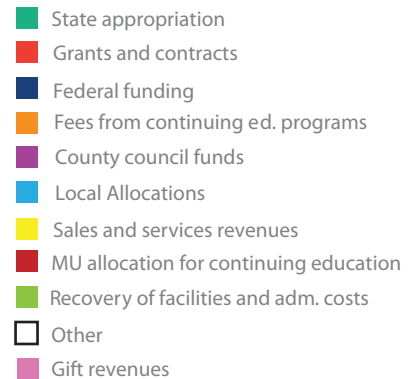 State appropriation
Grants and contracts
Federal funding
Fees from continuing ed. programs
County council funds
Local Allocations
Sales and services revenues
MU allocation for continuing education
Recovery of facilities and adm. costs
Other
Gift revenues